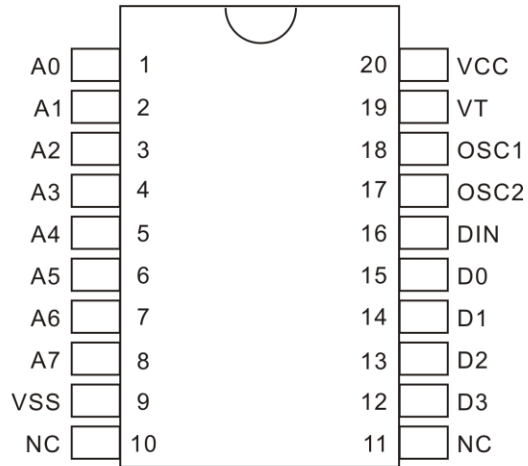 A0 1 20 VCC
A1 2 19 VT
A2 3 18 OSC1
A3 4 17 OSC2
A4 5 16 DIN
A5 6 15 D0
A6 7 14 D1
A7 8 13 D2
VSS 9 12 D3
NC 10 11 NC